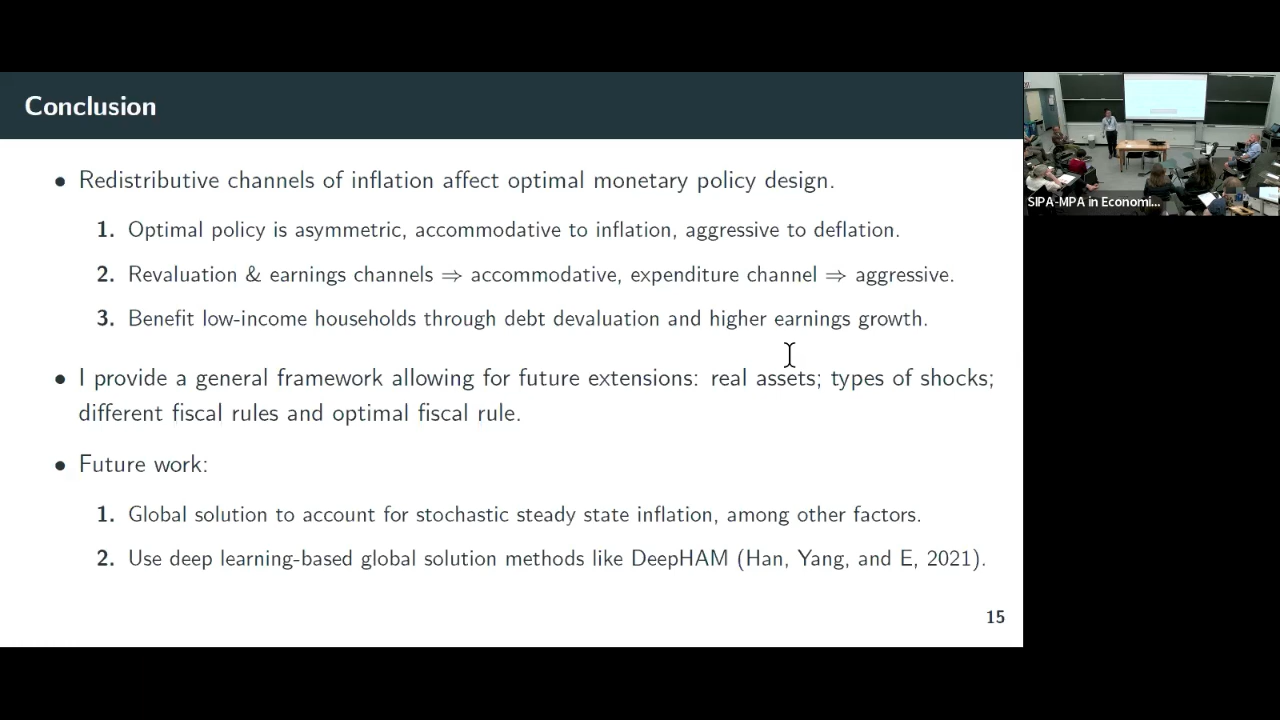 Conclusion
• Redistributive channels of inflation affect optimal monetary policy design.
1. Optimal policy is asymmetric, accommodative to inflation, aggressive to deflation.
2. Revaluation & earnings channels ⇒ accommodative, expenditure channel ⇒ aggressive.
3. Benefit low-income households through debt devaluation and higher earnings growth.
• I provide a general framework allowing for future extensions: real assets; types of shocks;
different fiscal rules and optimal fiscal rule.
• Future work:
1. Global solution to account for stochastic steady state inflation, among other factors.
2. Use deep learning-based global solution methods like DeepHAM (Han, Yang, and E, 2021).
15
SIPA-MPA in Economi...